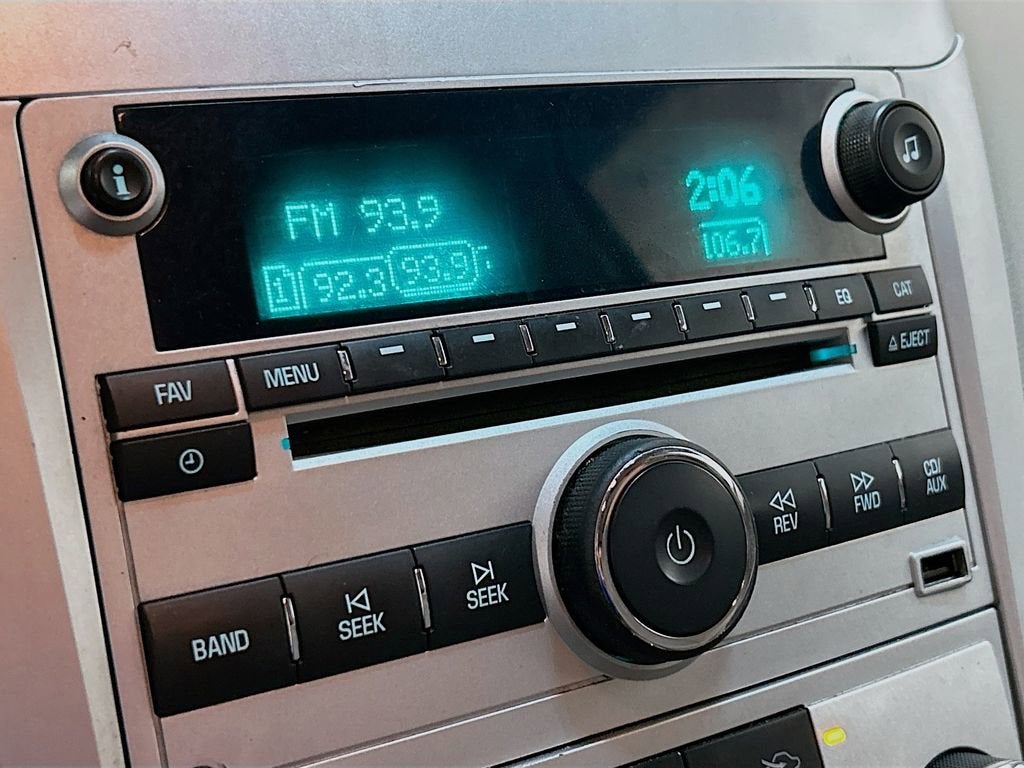 i
FM 93.9
2:06
1 92.3 93.9
106.7
FAV
MENU
EQ
CAT
EJECT
BAND
SEEK
SEEK
REV
FWD
CD/
AUX